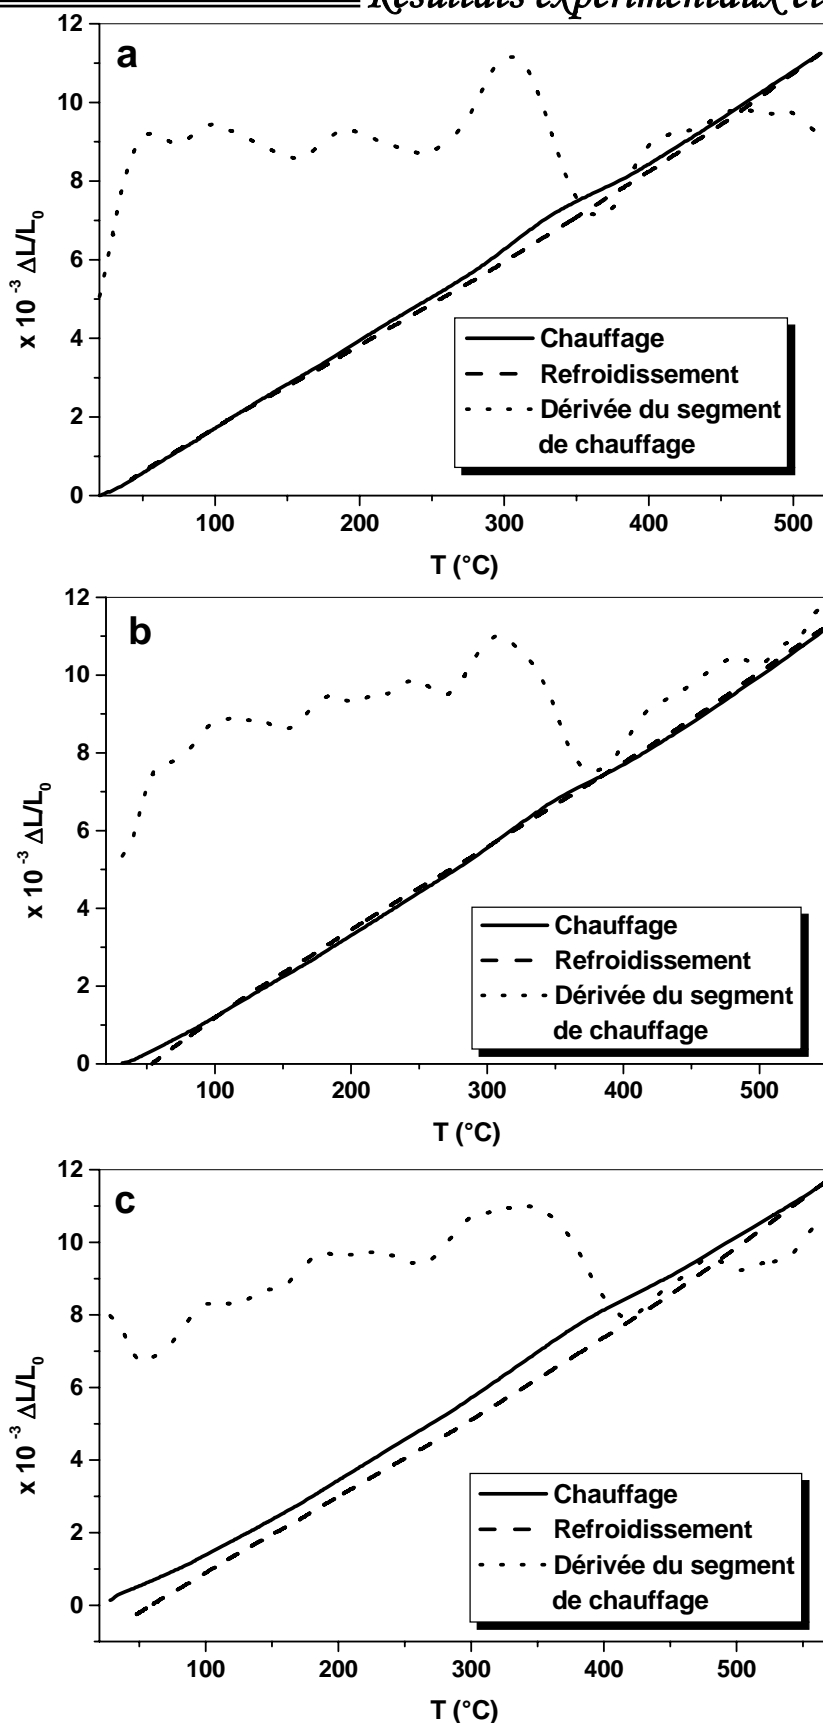 Résultats expérimentaux et
a
12
10
8
6
4
2
0
x 10⁻³ ΔL/L₀
Chauffage
Refroidissement
Dérivée du segment
de chauffage
100 200 300 400 500
T (°C)
b
12
10
8
6
4
2
0
x 10⁻³ ΔL/L₀
Chauffage
Refroidissement
Dérivée du segment
de chauffage
100 200 300 400 500
T (°C)
c
12
10
8
6
4
2
0
x 10⁻³ ΔL/L₀
Chauffage
Refroidissement
Dérivée du segment
de chauffage
100 200 300 400 500
T (°C)